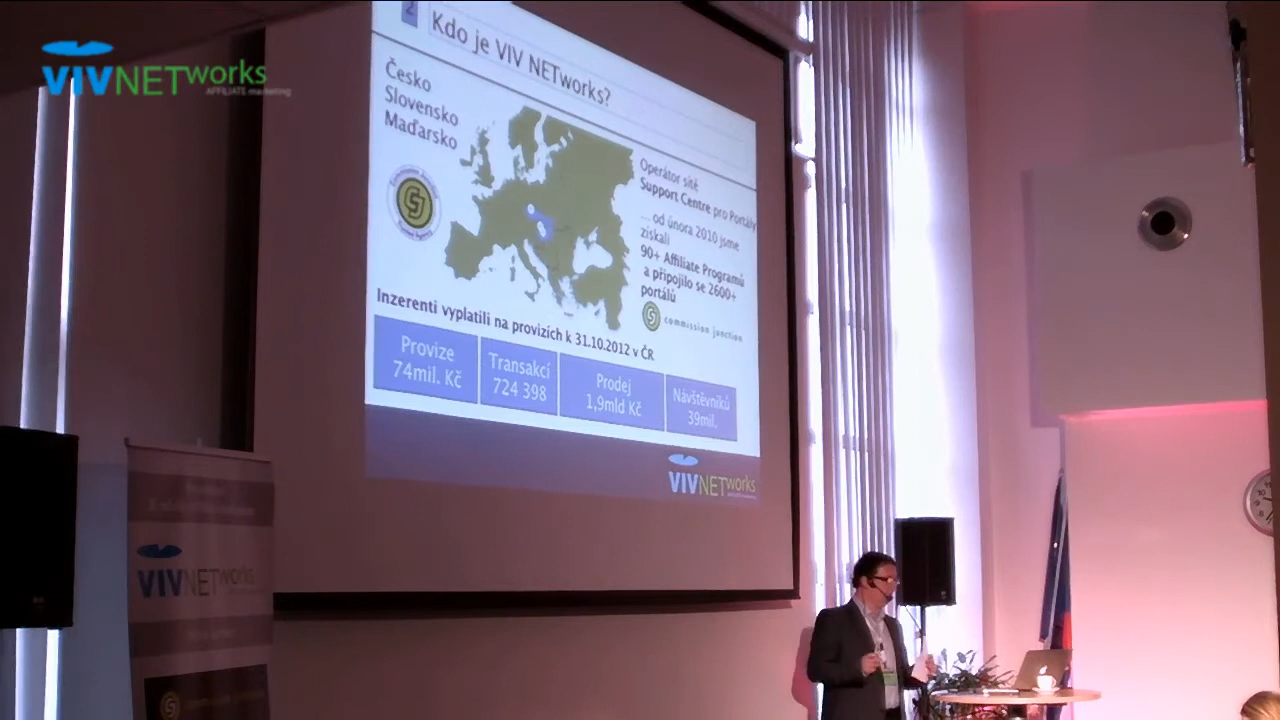 VIVNETworks
AFFILIATE marketing
2
Kdo je VIV NETworks?
Česko
Slovensko
Maďarsko
Operátor sítě
Support Centre pro Portály
... od února 2010 jsme
získali
90+ Affiliate Programů
a připojilo se 2600+
portálů
commission junction
Inzerenti vyplatili na provizích k 31.10.2012 v ČR
Provize
74mil. Kč
Transakcí
724 398
Prodej
1,9mld Kč
Návštěvníků
39mil.
VIVNETworks
VIVNETworks